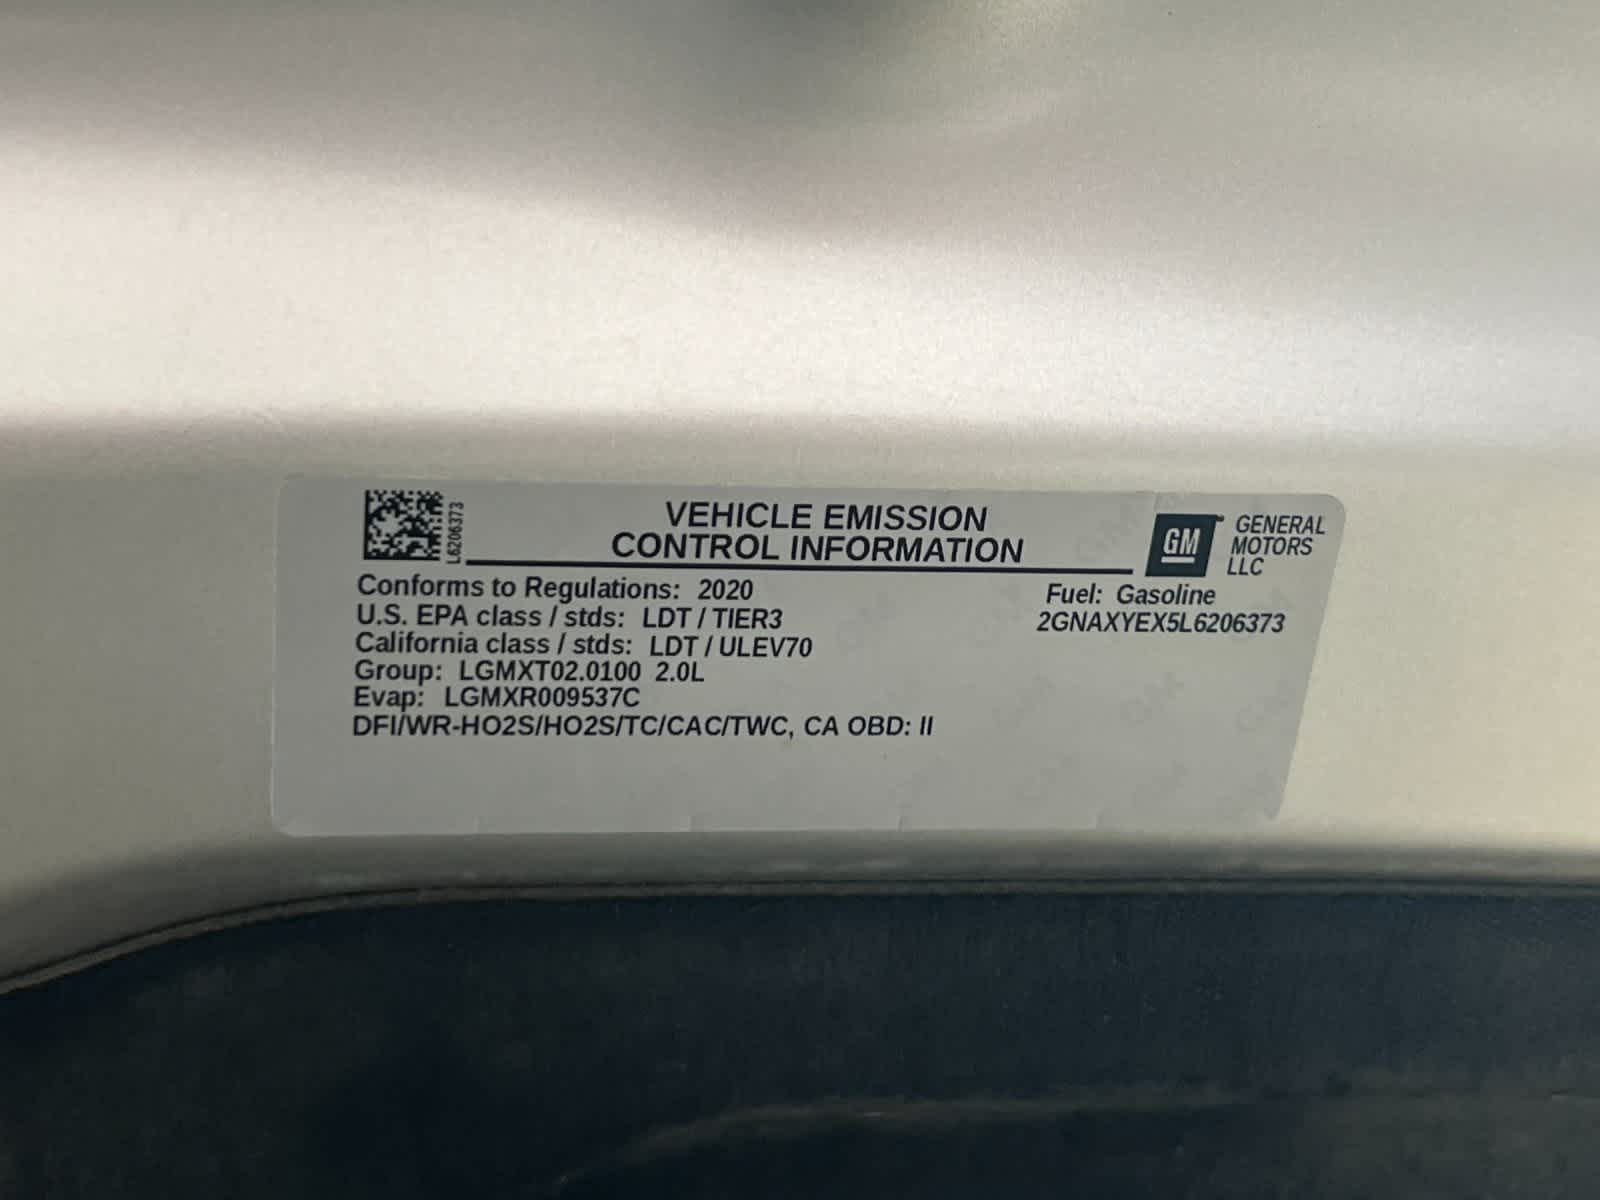 L6206373
VEHICLE EMISSION
CONTROL INFORMATION
GM
GENERAL
MOTORS
LLC
Conforms to Regulations: 2020
Fuel: Gasoline
U.S. EPA class / stds: LDT / TIER3
2GNAXYEX5L6206373
California class / stds: LDT / ULEV70
Group: LGMXT02.0100 2.0L
Evap: LGMXR009537C
DFI/WR-HO2S/HO2S/TC/CAC/TWC, CA OBD: II